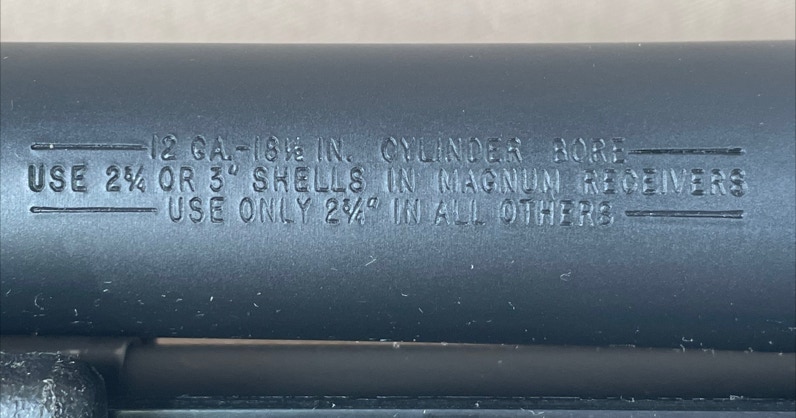 12 GA.-18½ IN. CYLINDER BORE
USE 2¾ OR 3" SHELLS IN MAGNUM RECEIVERS
USE ONLY 2¾" IN ALL OTHERS